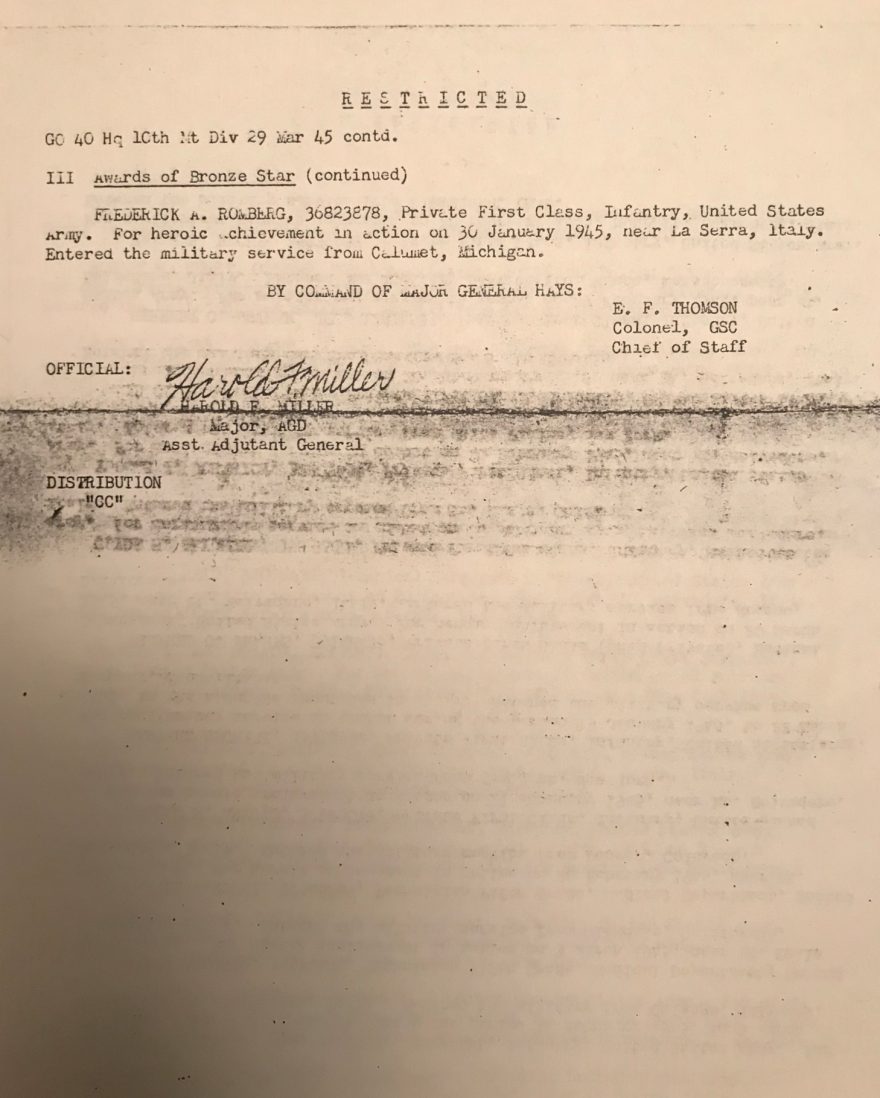 R E S T R I C T E D
GO 40 Hq 10th Mt Div 29 Mar 45 contd.
III Awards of Bronze Star (continued)
FREDERICK A. ROMBERG, 36823878, Private First Class, Infantry, United States
Army. For heroic achievement in action on 30 January 1945, near La Serra, Italy.
Entered the military service from Calumet, Michigan.
BY COMMAND OF MAJOR GENERAL HAYS:
E. F. THOMSON
Colonel, GSC
Chief of Staff
OFFICIAL:
Harold F Miller
HAROLD F. MILLER
Major, AGD
Asst. Adjutant General
DISTRIBUTION
"GC"